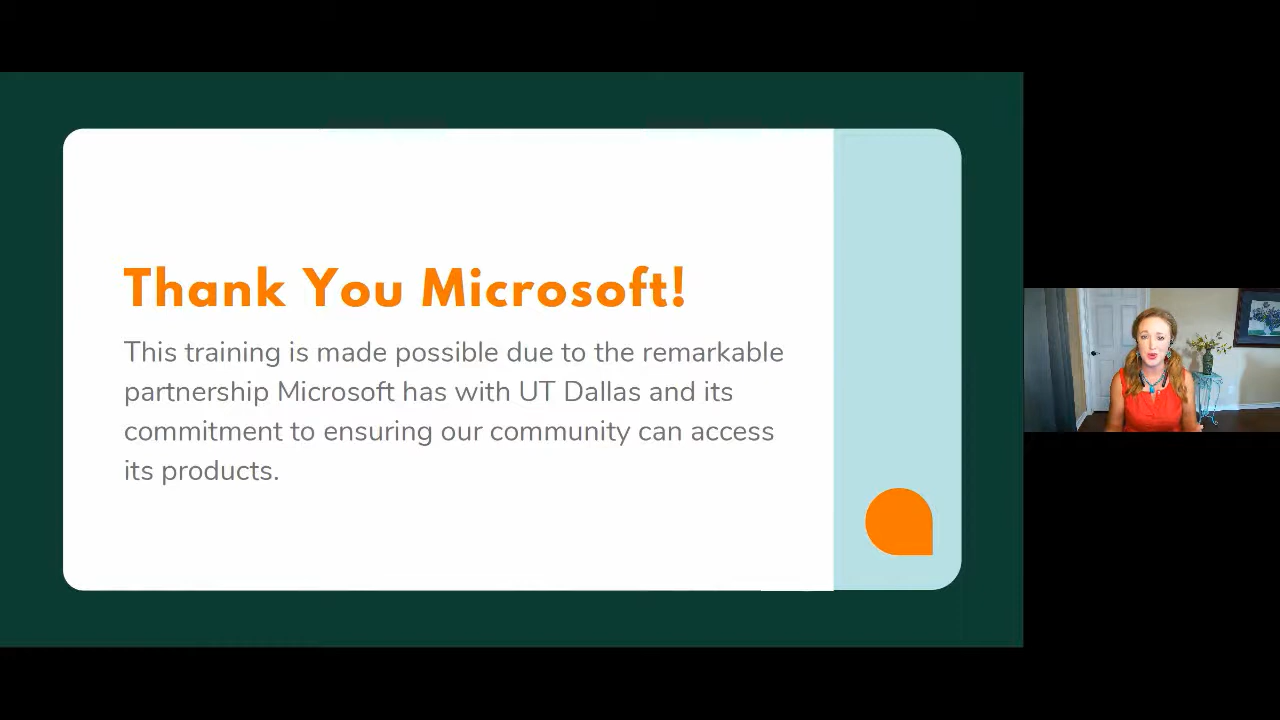 Thank You Microsoft!
This training is made possible due to the remarkable
partnership Microsoft has with UT Dallas and its
commitment to ensuring our community can access
its products.